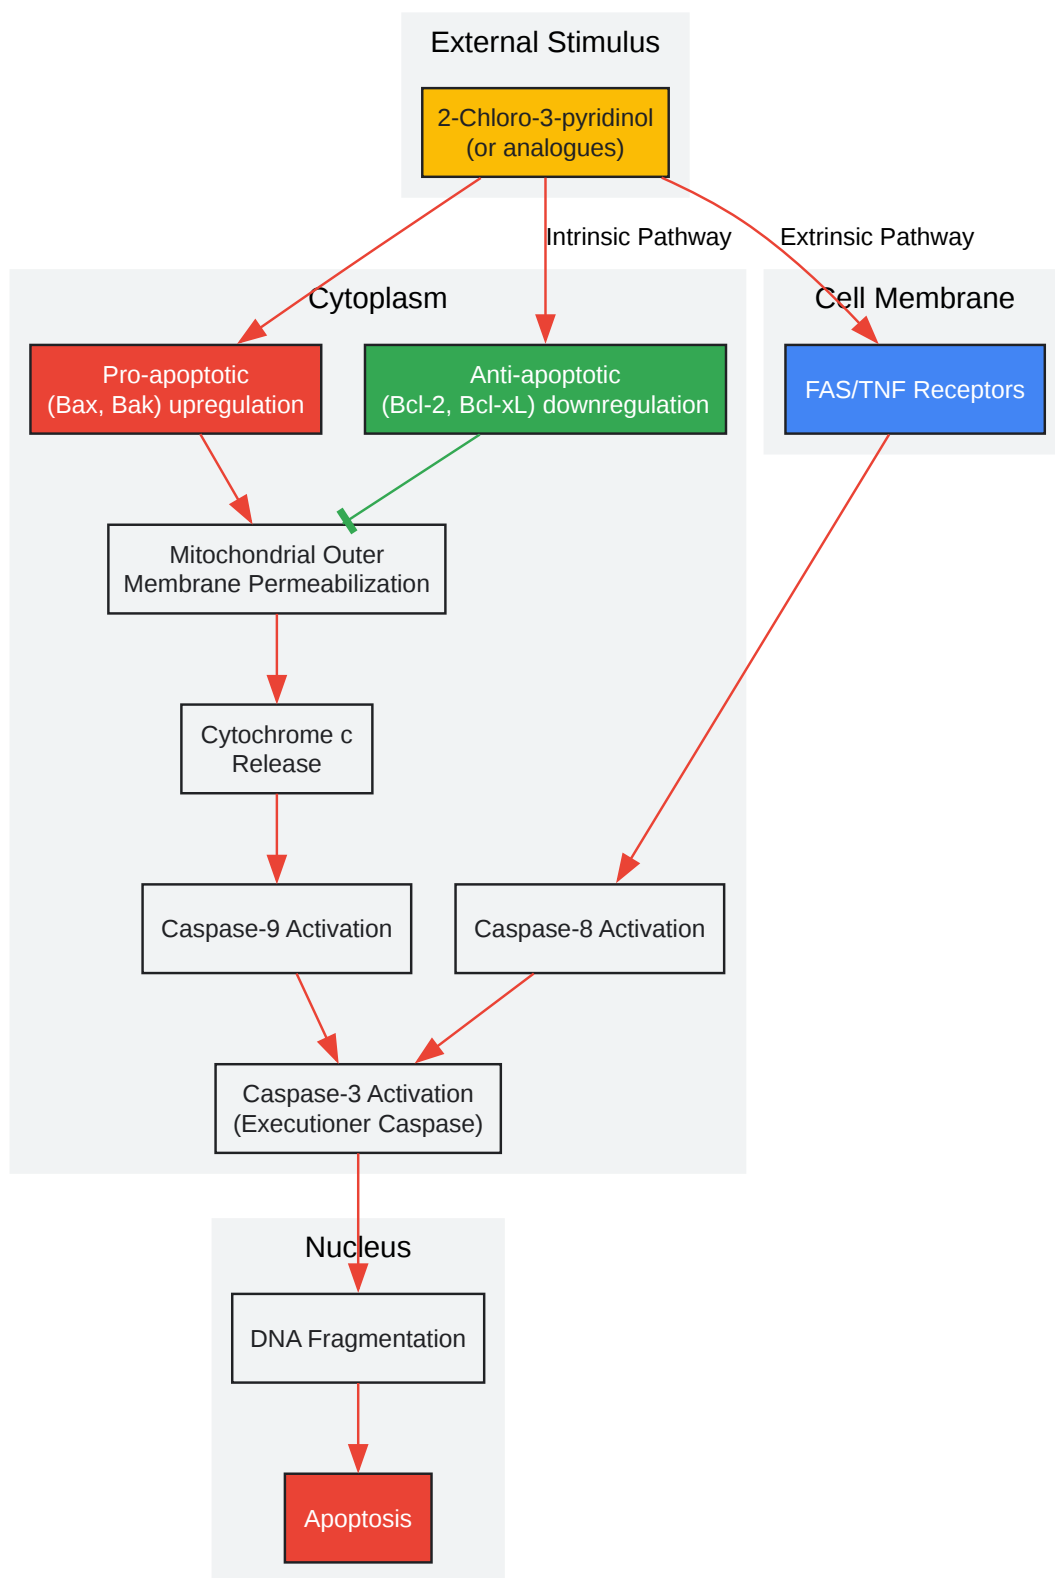 External Stimulus
2-Chloro-3-pyridinol
(or analogues)
Intrinsic Pathway
Extrinsic Pathway
Cytoplasm
Cell Membrane
Pro-apoptotic
(Bax, Bak) upregulation
Anti-apoptotic
(Bcl-2, Bcl-xL) downregulation
FAS/TNF Receptors
Mitochondrial Outer
Membrane Permeabilization
Cytochrome c
Release
Caspase-9 Activation
Caspase-8 Activation
Caspase-3 Activation
(Executioner Caspase)
Nucleus
DNA Fragmentation
Apoptosis